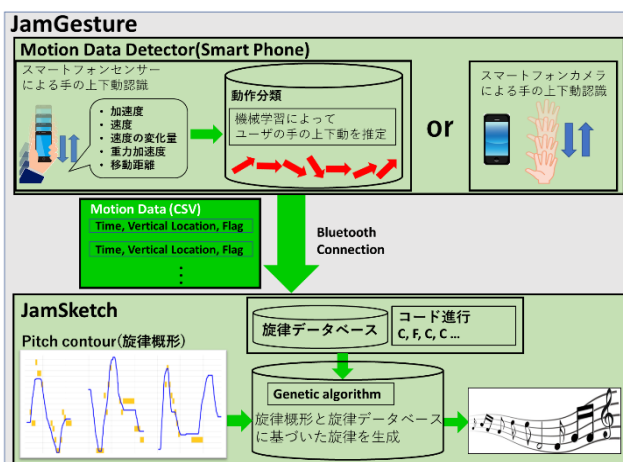 JamGesture
Motion Data Detector(Smart Phone)
スマートフォンセンサー
による手の上下動認識
• 加速度
• 速度
• 速度の変化量
• 重力加速度
• 移動距離
動作分類
機械学習によって
ユーザの手の上下動を推定
or
スマートフォンカメラ
による手の上下動認識
Motion Data (CSV)
Time, Vertical Location, Flag
Time, Vertical Location, Flag
⋮
Bluetooth
Connection
JamSketch
旋律データベース
コード進行
C, F, C, C ...
Pitch contour(旋律概形)
Genetic algorithm
旋律概形と旋律データベース
に基づいた旋律を生成